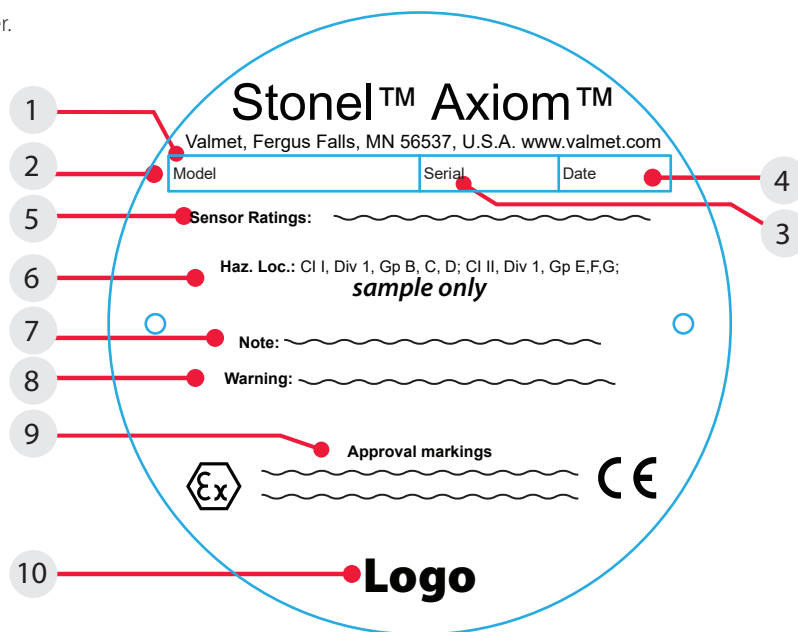 er.
Stonel™ Axiom™
Valmet, Fergus Falls, MN 56537, U.S.A. www.valmet.com
1
2
Model
Serial
Date
4
3
5
Sensor Ratings:
6
Haz. Loc.: Cl I, Div 1, Gp B, C, D; Cl II, Div 1, Gp E,F,G;
sample only
7
Note:
8
Warning:
9
Approval markings
Ex
CE
10
Logo